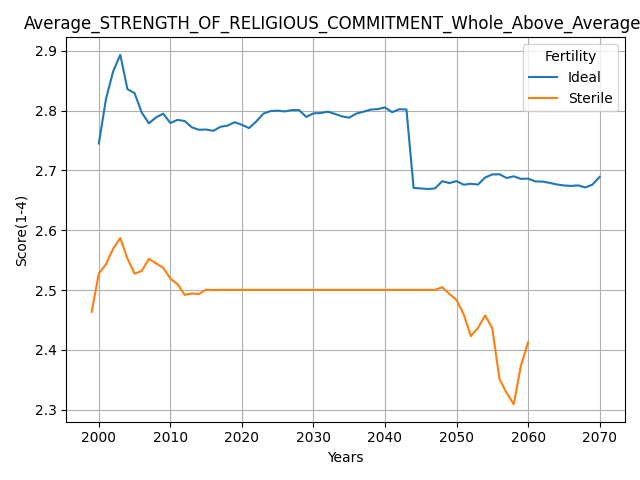 Average_STRENGTH_OF_RELIGIOUS_COMMITMENT_Whole_Above_Average
Fertility
Ideal
Sterile
Score(1-4)
2.9
2.8
2.7
2.6
2.5
2.4
2.3
2000 2010 2020 2030 2040 2050 2060 2070
Years